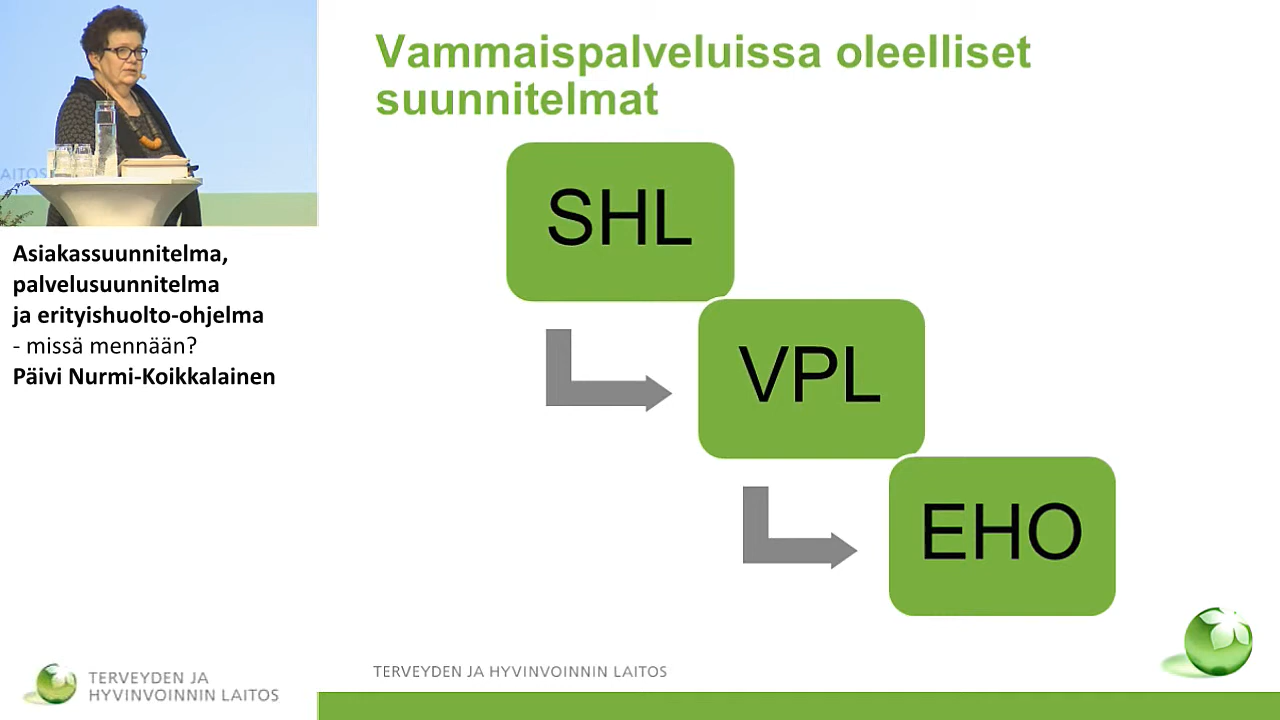 Vammaispalveluissa oleelliset
suunnitelmat
SHL
VPL
EHO
AITOS
Asiakassuunnitelma,
palvelusuunnitelma
ja erityishuolto-ohjelma
- missä mennään?
Päivi Nurmi-Koikkalainen
TERVEYDEN JA
HYVINVOINNIN LAITOS
TERVEYDEN JA HYVINVOINNIN LAITOS